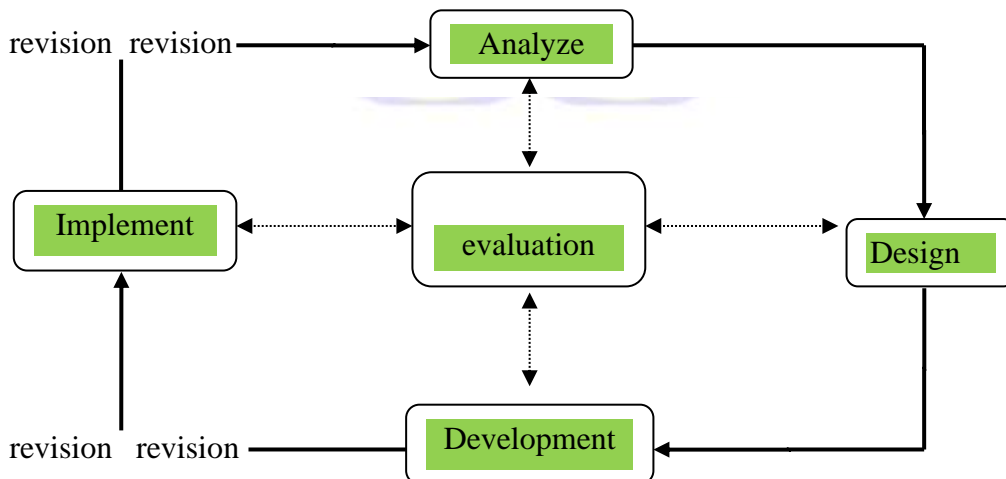 revision revision Analyze
Implement evaluation Design
revision revision Development